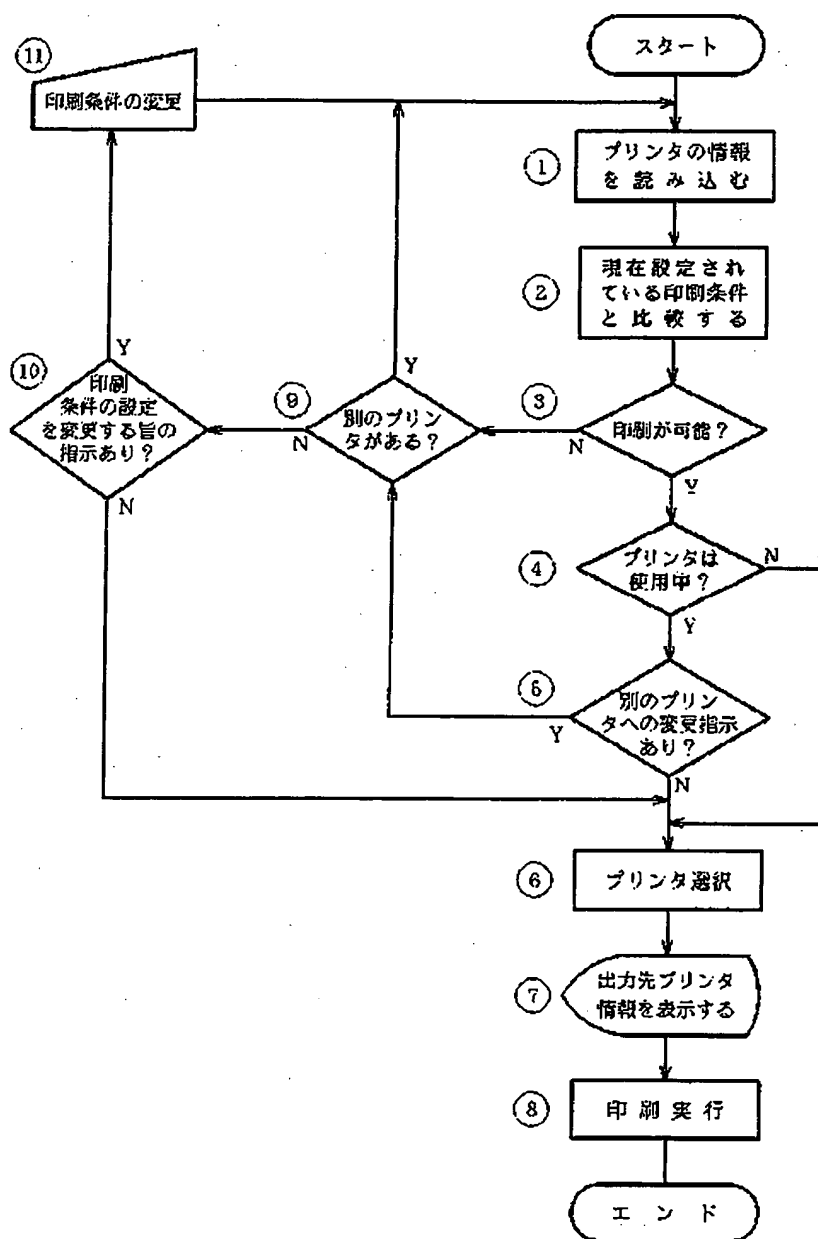 スタート
⑪
印刷条件の変更
①
プリンタの情報
を読み込む
②
現在設定され
ている印刷条件
と比較する
Y
⑩
印刷
条件の設定
を変更する旨の
指示あり？
N
Y
⑨
別のプリン
タがある？
N
③
印刷が可能？
N
Y
④
プリンタは
使用中？
N
Y
⑤
別のプリン
タへの変更指示
あり？
Y
N
⑥
プリンタ選択
⑦
出力先プリンタ
情報を表示する
⑧
印刷実行
エンド